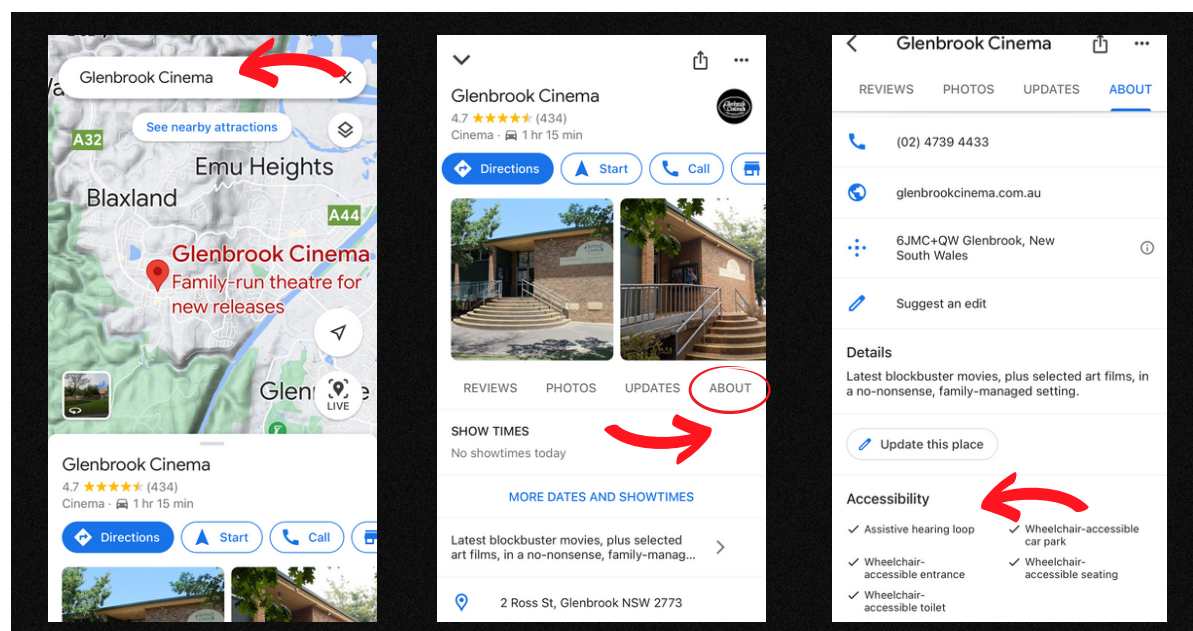 Glenbrook Cinema
See nearby attractions
A32
Emu Heights
Blaxland
A44
Glenbrook Cinema
Family-run theatre for
new releases
LIVE
Glenbrook Cinema
4.7 (434)
Cinema · 1 hr 15 min
Directions Start Call
Glenbrook Cinema
4.7 (434)
Cinema · 1 hr 15 min
Directions Start Call
REVIEWS PHOTOS UPDATES ABOUT
SHOW TIMES
No showtimes today
MORE DATES AND SHOWTIMES
Latest blockbuster movies, plus selected
art films, in a no-nonsense, family-manag...
2 Ross St, Glenbrook NSW 2773
Glenbrook Cinema
REVIEWS PHOTOS UPDATES ABOUT
(02) 4739 4433
glenbrookcinema.com.au
6JMC+QW Glenbrook, New
South Wales
Suggest an edit
Details
Latest blockbuster movies, plus selected art films, in
a no-nonsense, family-managed setting.
Update this place
Accessibility
Assistive hearing loop
Wheelchair-accessible
car park
Wheelchair-
accessible entrance
Wheelchair-
accessible seating
Wheelchair-
accessible toilet